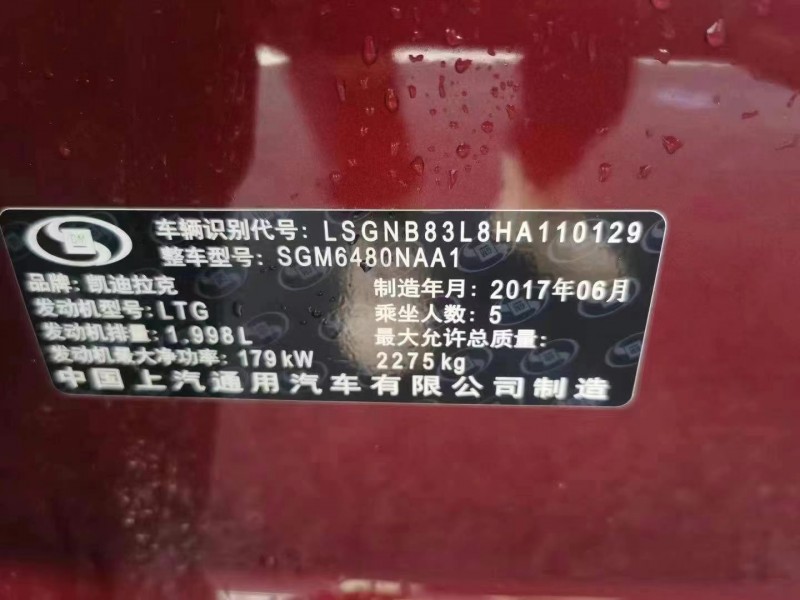 车辆识别代号: LSGNB83L8HA110129
整车型号: SGM6480NAA1
品牌: 凯迪拉克 制造年月: 2017年06月
发动机型号: LTG 乘坐人数: 5
发动机排量: 1.998L 最大允许总质量:
发动机最大净功率: 179kW 2275kg
中国上汽通用汽车有限公司制造